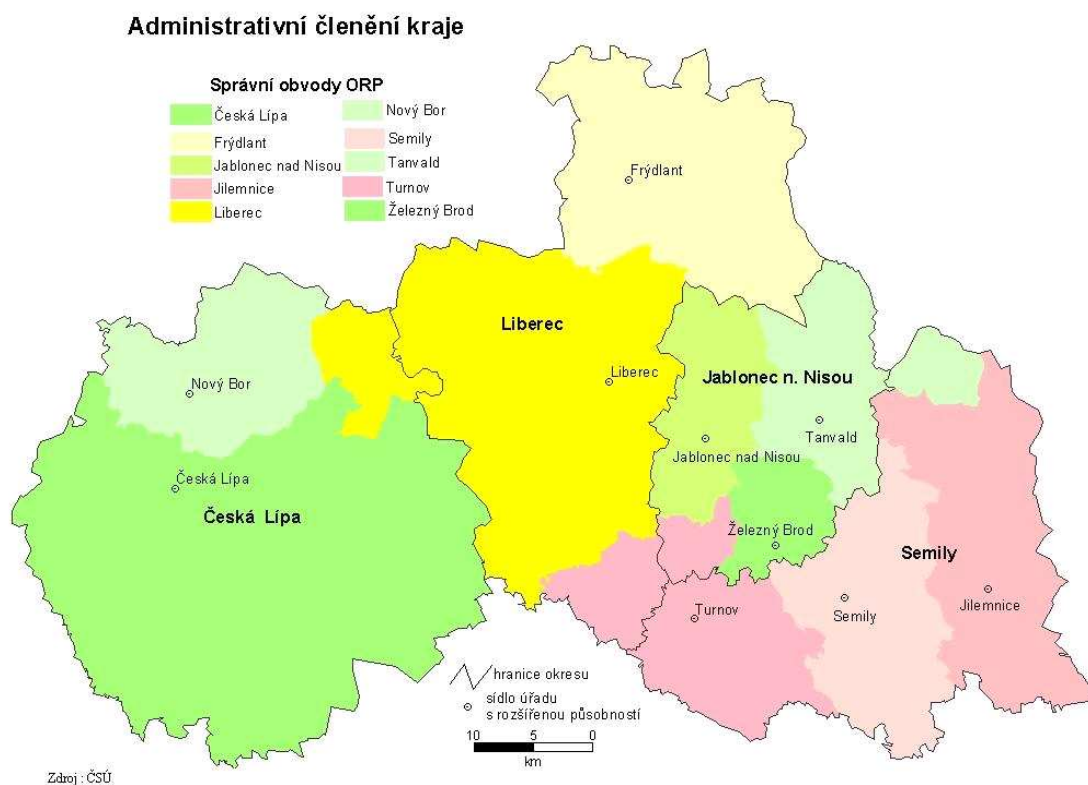 Administrativní členění kraje
Správní obvody ORP
Česká Lípa
Nový Bor
Frýdlant
Semily
Jablonec nad Nisou
Tanvald
Jilemnice
Turnov
Liberec
Železný Brod
Frýdlant
Liberec
Liberec
Jablonec n. Nisou
Nový Bor
Tanvald
Jablonec nad Nisou
Česká Lípa
Česká Lípa
Železný Brod
Semily
Turnov
Semily
Jilemnice
hranice okresu
sídlo úřadu
s rozšířenou působností
10 5 0
km
Zdroj : ČSÚ